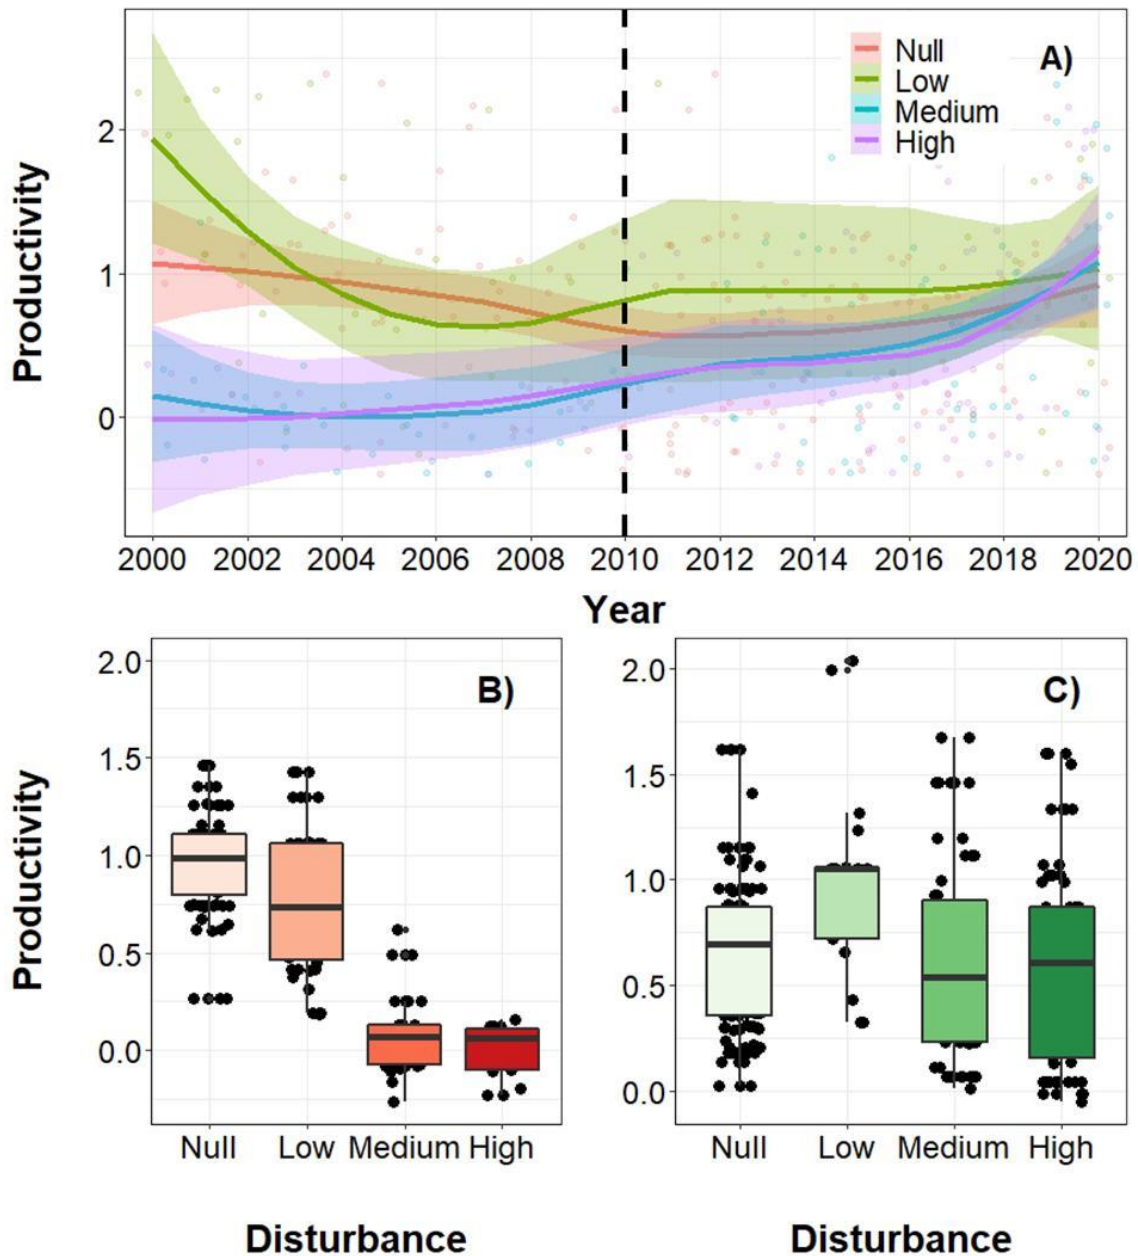 A)
Null
Low
Medium
High
Productivity
2
1
0
2000 2002 2004 2006 2008 2010 2012 2014 2016 2018 2020
Year
B)
Productivity
2.0
1.5
1.0
0.5
0.0
Null Low Medium High
Disturbance
C)
2.0
1.5
1.0
0.5
0.0
Null Low Medium High
Disturbance